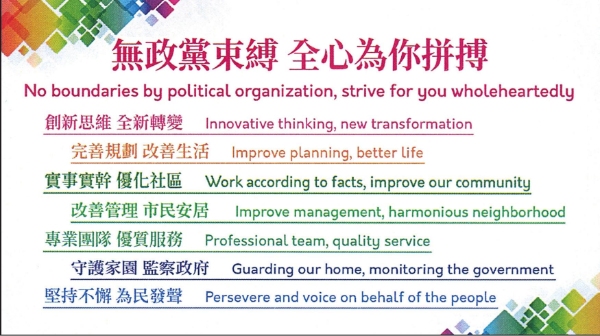 無政黨束縛 全心為你拼搏
No boundaries by political organization, strive for you wholeheartedly
創新思維 全新轉變 Innovative thinking, new transformation
完善規劃 改善生活 Improve planning, better life
實事實幹 優化社區 Work according to facts, improve our community
改善管理 市民安居 Improve management, harmonious neighborhood
專業團隊 優質服務 Professional team, quality service
守護家園 監察政府 Guarding our home, monitoring the government
堅持不懈 為民發聲 Persevere and voice on behalf of the people